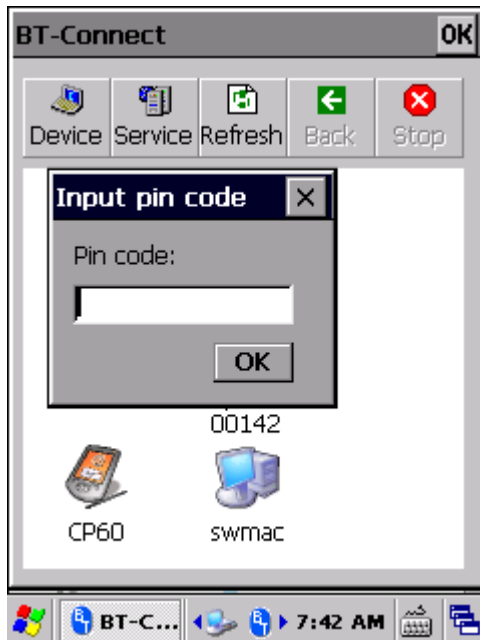 BT-Connect OK
Device Service Refresh Back Stop
Input pin code
Pin code:
OK
00142
CP60 swmac
BT-C... 7:42 AM